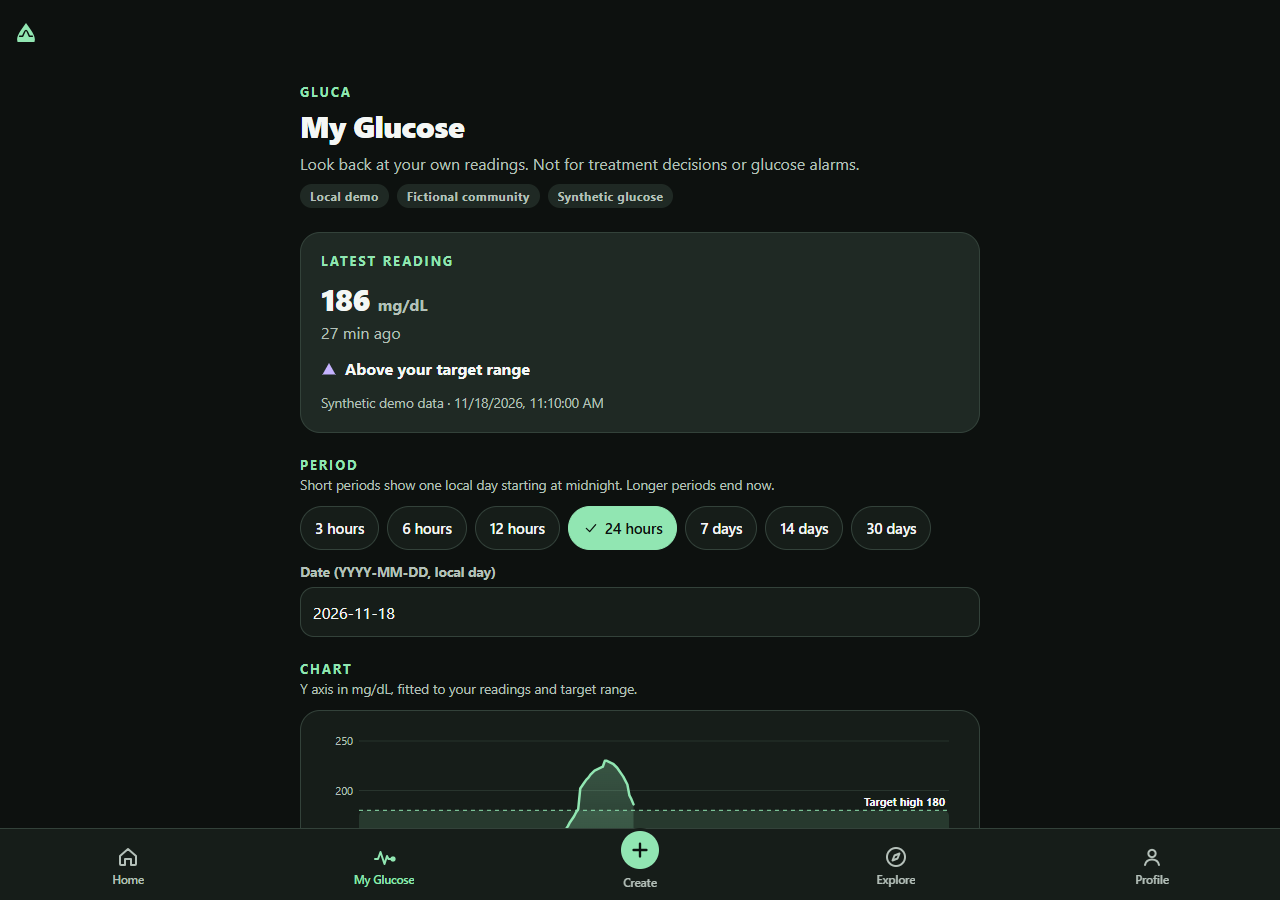 GLUCA
My Glucose
Look back at your own readings. Not for treatment decisions or glucose alarms.
Local demo Fictional community Synthetic glucose
LATEST READING
186 mg/dL
27 min ago
Above your target range
Synthetic demo data · 11/18/2026, 11:10:00 AM
PERIOD
Short periods show one local day starting at midnight. Longer periods end now.
3 hours 6 hours 12 hours 24 hours 7 days 14 days 30 days
Date (YYYY-MM-DD, local day)
2026-11-18
CHART
Y axis in mg/dL, fitted to your readings and target range.
250
200
Target high 180
Home My Glucose Create Explore Profile